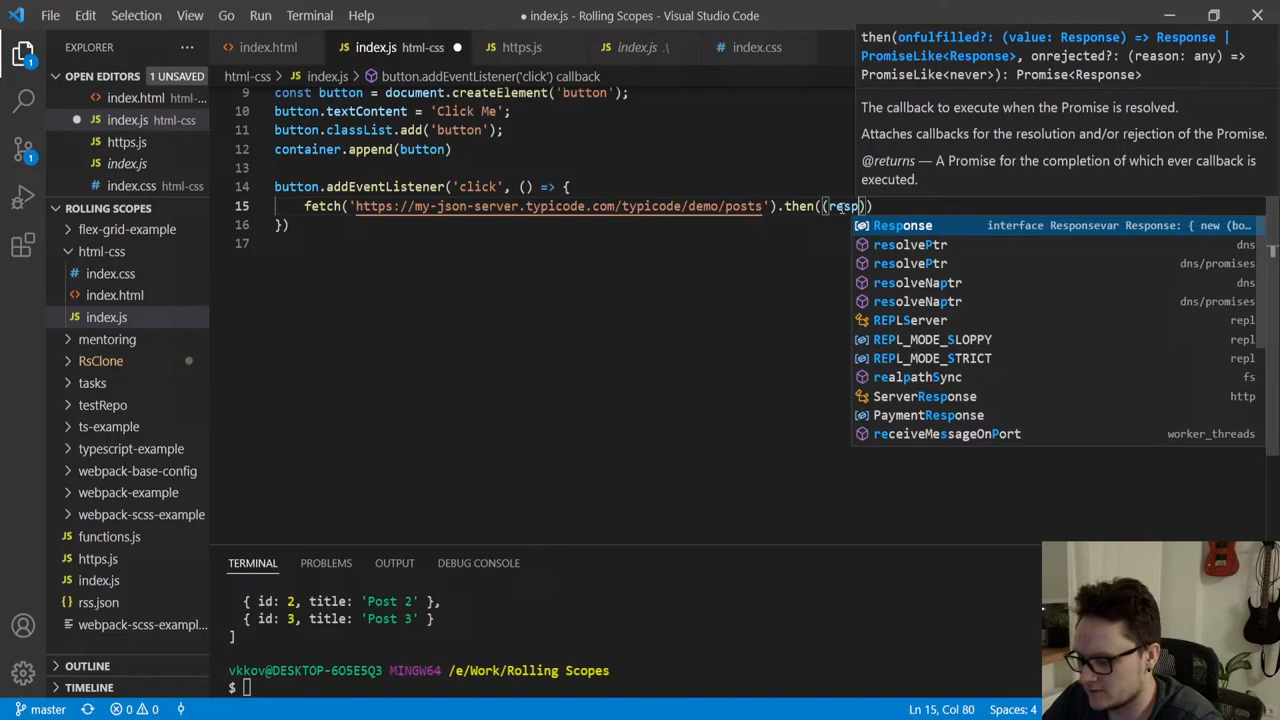 File Edit Selection View Go Run Terminal Help
● index.js - Rolling Scopes - Visual Studio Code
EXPLORER
OPEN EDITORS 1 UNSAVED
index.html html-...
index.js html-css
https.js
index.js
index.css html-css
ROLLING SCOPES
flex-grid-example
html-css
index.css
index.html
index.js
mentoring
RsClone
tasks
testRepo
ts-example
typescript-example
webpack-base-config
webpack-example
webpack-scss-example
functions.js
https.js
index.js
rss.json
webpack-scss-exampl...
OUTLINE
TIMELINE
index.html
index.js html-css
https.js
index.js .\
index.css
html-css > index.js > button.addEventListener('click') callback
9 const button = document.createElement('button');
10 button.textContent = 'Click Me';
11 button.classList.add('button');
12 container.append(button)
13
14 button.addEventListener('click', () => {
15 fetch('https://my-json-server.typicode.com/typicode/demo/posts').then((resp))
16 })
17
then(onfulfilled?: (value: Response) => Response |
PromiseLike<Response>, onrejected?: (reason: any) =>
PromiseLike<never>): Promise<Response>
The callback to execute when the Promise is resolved.
Attaches callbacks for the resolution and/or rejection of the Promise.
@returns — A Promise for the completion of which ever callback is
executed.
Response interface Responsevar Response: { new (bo...
resolvePtr dns
resolvePtr dns/promises
resolveNaptr dns
resolveNaptr dns/promises
REPLServer repl
REPL_MODE_SLOPPY repl
REPL_MODE_STRICT repl
realpathSync fs
ServerResponse http
PaymentResponse
receiveMessageOnPort worker_threads
TERMINAL PROBLEMS OUTPUT DEBUG CONSOLE
{ id: 2, title: 'Post 2' },
{ id: 3, title: 'Post 3' }
]
vkkov@DESKTOP-6O5E5Q3 MINGW64 /e/Work/Rolling Scopes
$
master 0 0 Ln 15, Col 80 Spaces: 4